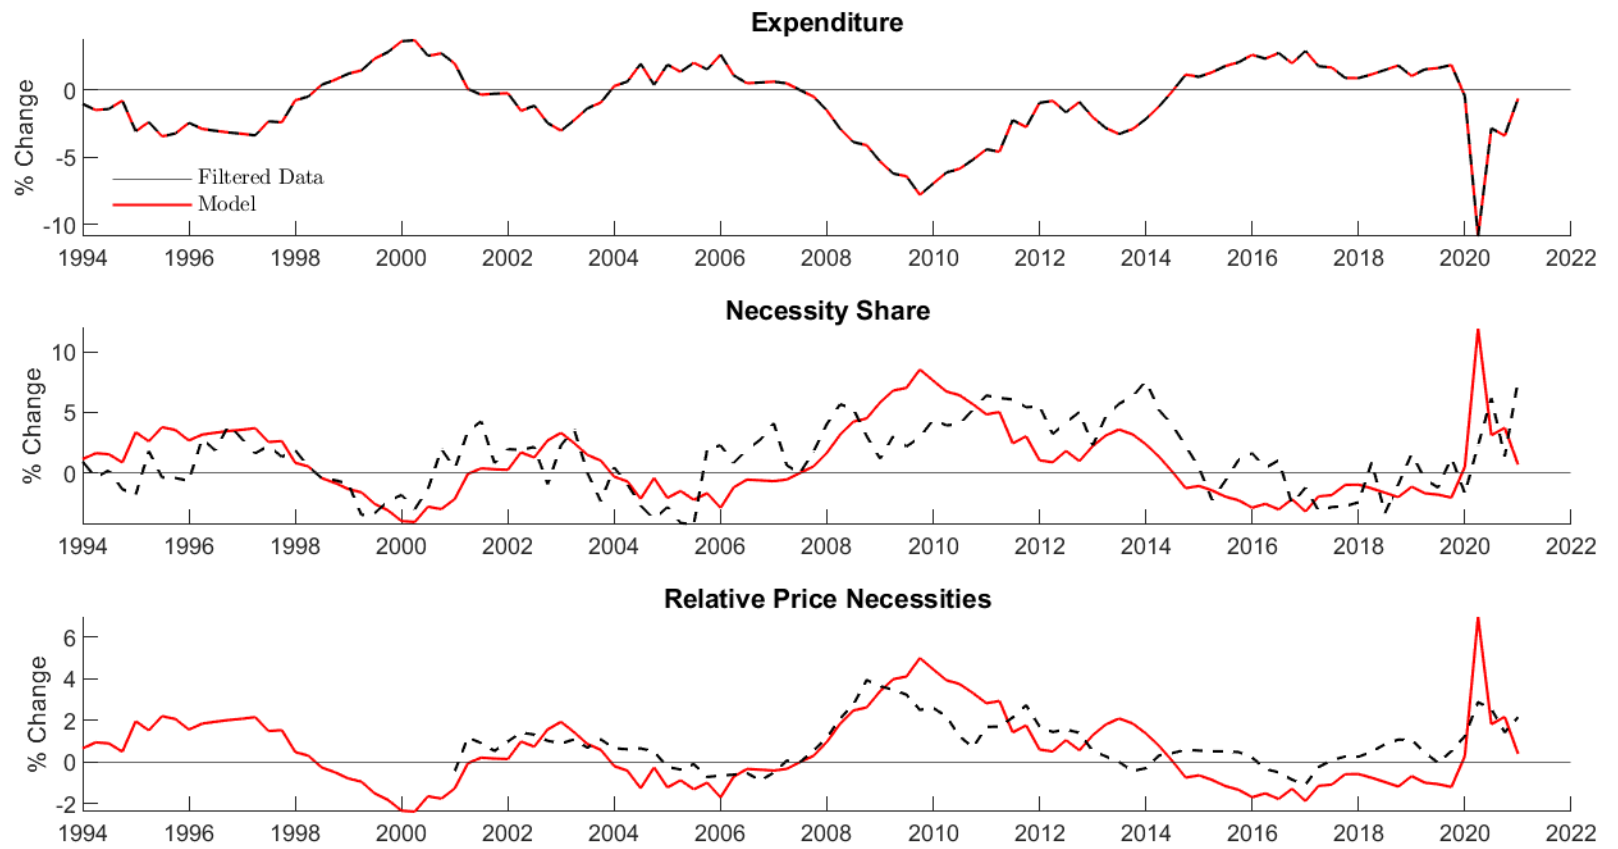 Expenditure
% Change
0
-5
-10
Filtered Data
Model
1994 1996 1998 2000 2002 2004 2006 2008 2010 2012 2014 2016 2018 2020 2022
Necessity Share
% Change
10
5
0
1994 1996 1998 2000 2002 2004 2006 2008 2010 2012 2014 2016 2018 2020 2022
Relative Price Necessities
% Change
6
4
2
0
-2
1994 1996 1998 2000 2002 2004 2006 2008 2010 2012 2014 2016 2018 2020 2022